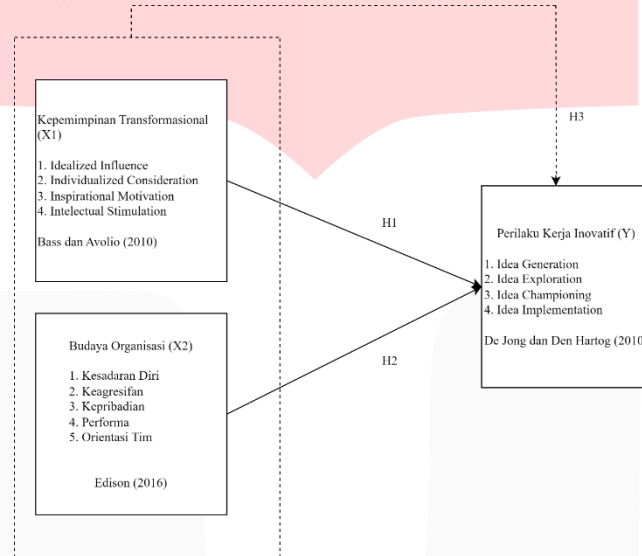 H3
Kepemimpinan Transformasional
(X1)
1. Idealized Influence
2. Individualized Consideration
3. Inspirational Motivation
4. Intelectual Stimulation
Bass dan Avolio (2010)
H1
Perilaku Kerja Inovatif (Y)
1. Idea Generation
2. Idea Exploration
3. Idea Championing
4. Idea Implementation
De Jong dan Den Hartog (2010
Budaya Organisasi (X2)
1. Kesadaran Diri
2. Keagresifan
3. Kepribadian
4. Performa
5. Orientasi Tim
Edison (2016)
H2